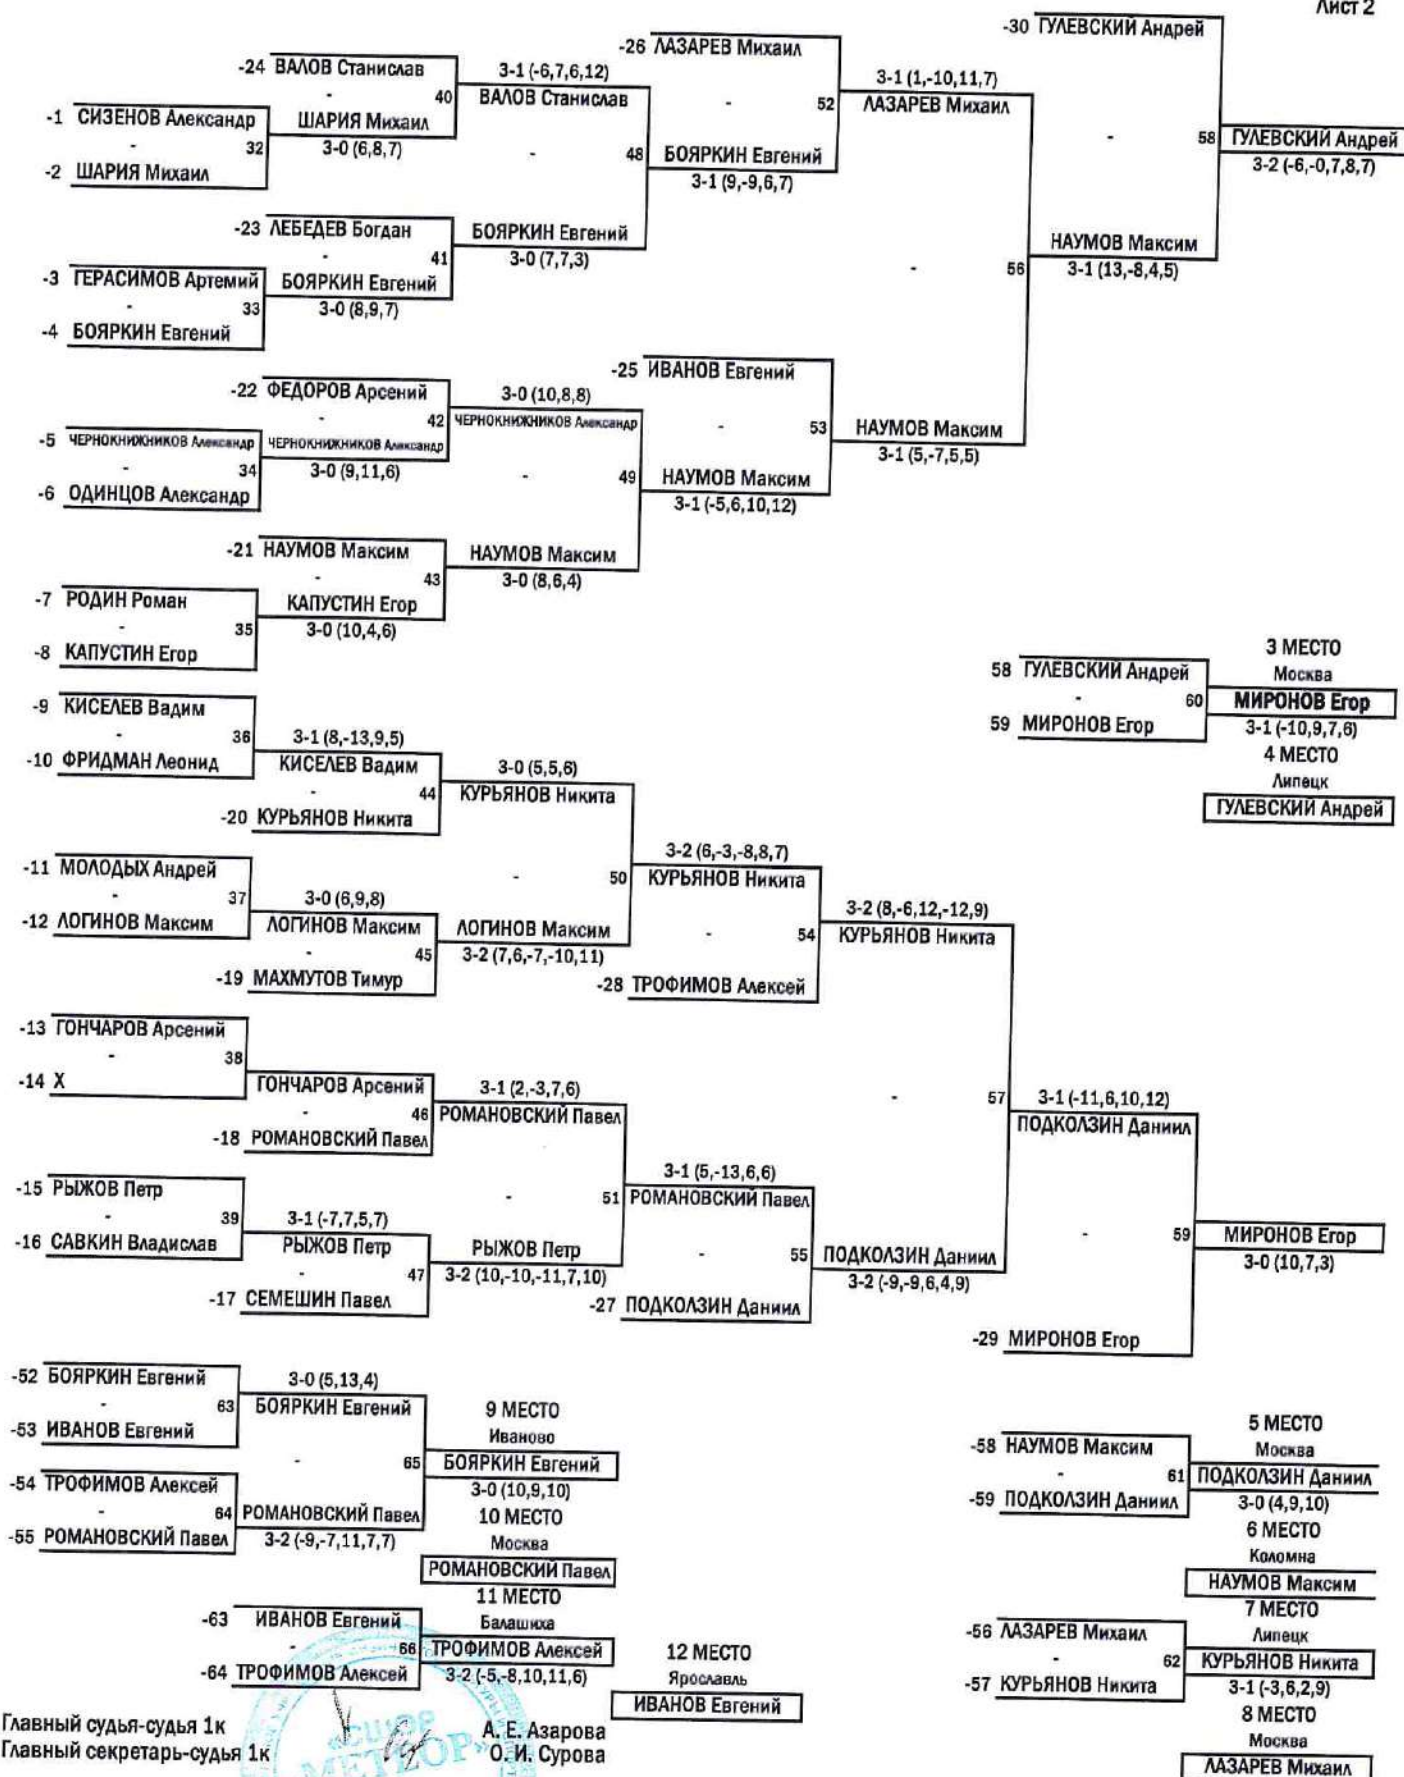 Лист 2
-30 ГУЛЕВСКИЙ Андрей
-26 ЛАЗАРЕВ Михаил
-24 ВАЛОВ Станислав
3-1 (-6,7,6,12)
3-1 (1,-10,11,7)
-
40
ВАЛОВ Станислав
-
52
ЛАЗАРЕВ Михаил
-1 СИЗЕНОВ Александр
ШАРИЯ Михаил
-
58
ГУЛЕВСКИЙ Андрей
-
32
3-0 (6,8,7)
-
48
БОЯРКИН Евгений
3-2 (-6,-0,7,8,7)
-2 ШАРИЯ Михаил
3-1 (9,-9,6,7)
-23 ЛЕБЕДЕВ Богдан
БОЯРКИН Евгений
НАУМОВ Максим
-
41
3-0 (7,7,3)
-
56
3-1 (13,-8,4,5)
-3 ГЕРАСИМОВ Артемий
БОЯРКИН Евгений
-
33
3-0 (8,9,7)
-4 БОЯРКИН Евгений
-25 ИВАНОВ Евгений
-22 ФЕДОРОВ Арсений
3-0 (10,8,8)
-
42
ЧЕРНОКНИЖНИКОВ Александр
-
53
НАУМОВ Максим
-5 ЧЕРНОКНИЖНИКОВ Александр
ЧЕРНОКНИЖНИКОВ Александр
3-1 (5,-7,5,5)
-
34
3-0 (9,11,6)
-
49
НАУМОВ Максим
-6 ОДИНЦОВ Александр
3-1 (-5,6,10,12)
-21 НАУМОВ Максим
НАУМОВ Максим
-
43
3-0 (8,6,4)
-7 РОДИН Роман
КАПУСТИН Егор
-
35
3-0 (10,4,6)
-8 КАПУСТИН Егор
3 МЕСТО
58 ГУЛЕВСКИЙ Андрей
Москва
-
60
МИРОНОВ Егор
59 МИРОНОВ Егор
3-1 (-10,9,7,6)
4 МЕСТО
Липецк
ГУЛЕВСКИЙ Андрей
-9 КИСЕЛЕВ Вадим
-
36
3-1 (8,-13,9,5)
-10 ФРИДМАН Леонид
КИСЕЛЕВ Вадим
3-0 (5,5,6)
-
44
КУРЬЯНОВ Никита
-20 КУРЬЯНОВ Никита
-11 МОЛОДЫХ Андрей
3-2 (6,-3,-8,8,7)
-
37
3-0 (6,9,8)
-
50
КУРЬЯНОВ Никита
-12 ЛОГИНОВ Максим
ЛОГИНОВ Максим
ЛОГИНОВ Максим
3-2 (8,-6,12,-12,9)
-
45
3-2 (7,6,-7,-10,11)
-
54
КУРЬЯНОВ Никита
-19 МАХМУТОВ Тимур
-28 ТРОФИМОВ Алексей
-13 ГОНЧАРОВ Арсений
-
38
-14 Х
ГОНЧАРОВ Арсений
3-1 (2,-3,7,6)
-
57
3-1 (-11,6,10,12)
-
46
РОМАНОВСКИЙ Павел
ПОДКОЛЗИН Даниил
-18 РОМАНОВСКИЙ Павел
-15 РЫЖОВ Петр
3-1 (5,-13,6,6)
-
39
3-1 (-7,7,5,7)
-
51
РОМАНОВСКИЙ Павел
-16 САВКИН Владислав
РЫЖОВ Петр
РЫЖОВ Петр
-
55
ПОДКОЛЗИН Даниил
-
59
МИРОНОВ Егор
-
47
3-2 (10,-10,-11,7,10)
3-2 (-9,-9,6,4,9)
3-0 (10,7,3)
-17 СЕМЕШИН Павел
-27 ПОДКОЛЗИН Даниил
-29 МИРОНОВ Егор
-52 БОЯРКИН Евгений
3-0 (5,13,4)
-
63
БОЯРКИН Евгений
9 МЕСТО
-53 ИВАНОВ Евгений
Иваново
-
65
БОЯРКИН Евгений
-54 ТРОФИМОВ Алексей
3-0 (10,9,10)
-
64
РОМАНОВСКИЙ Павел
10 МЕСТО
-55 РОМАНОВСКИЙ Павел
3-2 (-9,-7,11,7,7)
Москва
РОМАНОВСКИЙ Павел
11 МЕСТО
-63 ИВАНОВ Евгений
Балашиха
-
66
ТРОФИМОВ Алексей
-64 ТРОФИМОВ Алексей
3-2 (-5,-8,10,11,6)
12 МЕСТО
Ярославль
ИВАНОВ Евгений
5 МЕСТО
-58 НАУМОВ Максим
Москва
-
61
ПОДКОЛЗИН Даниил
-59 ПОДКОЛЗИН Даниил
3-0 (4,9,10)
6 МЕСТО
Коломна
НАУМОВ Максим
7 МЕСТО
-56 ЛАЗАРЕВ Михаил
Липецк
-
62
КУРЬЯНОВ Никита
-57 КУРЬЯНОВ Никита
3-1 (-3,6,2,9)
8 МЕСТО
Москва
ЛАЗАРЕВ Михаил
Главный судья-судья 1к
А. Е. Азарова
Главный секретарь-судья 1к
О. И. Сурова
«СШОР
МЕТЕОР»